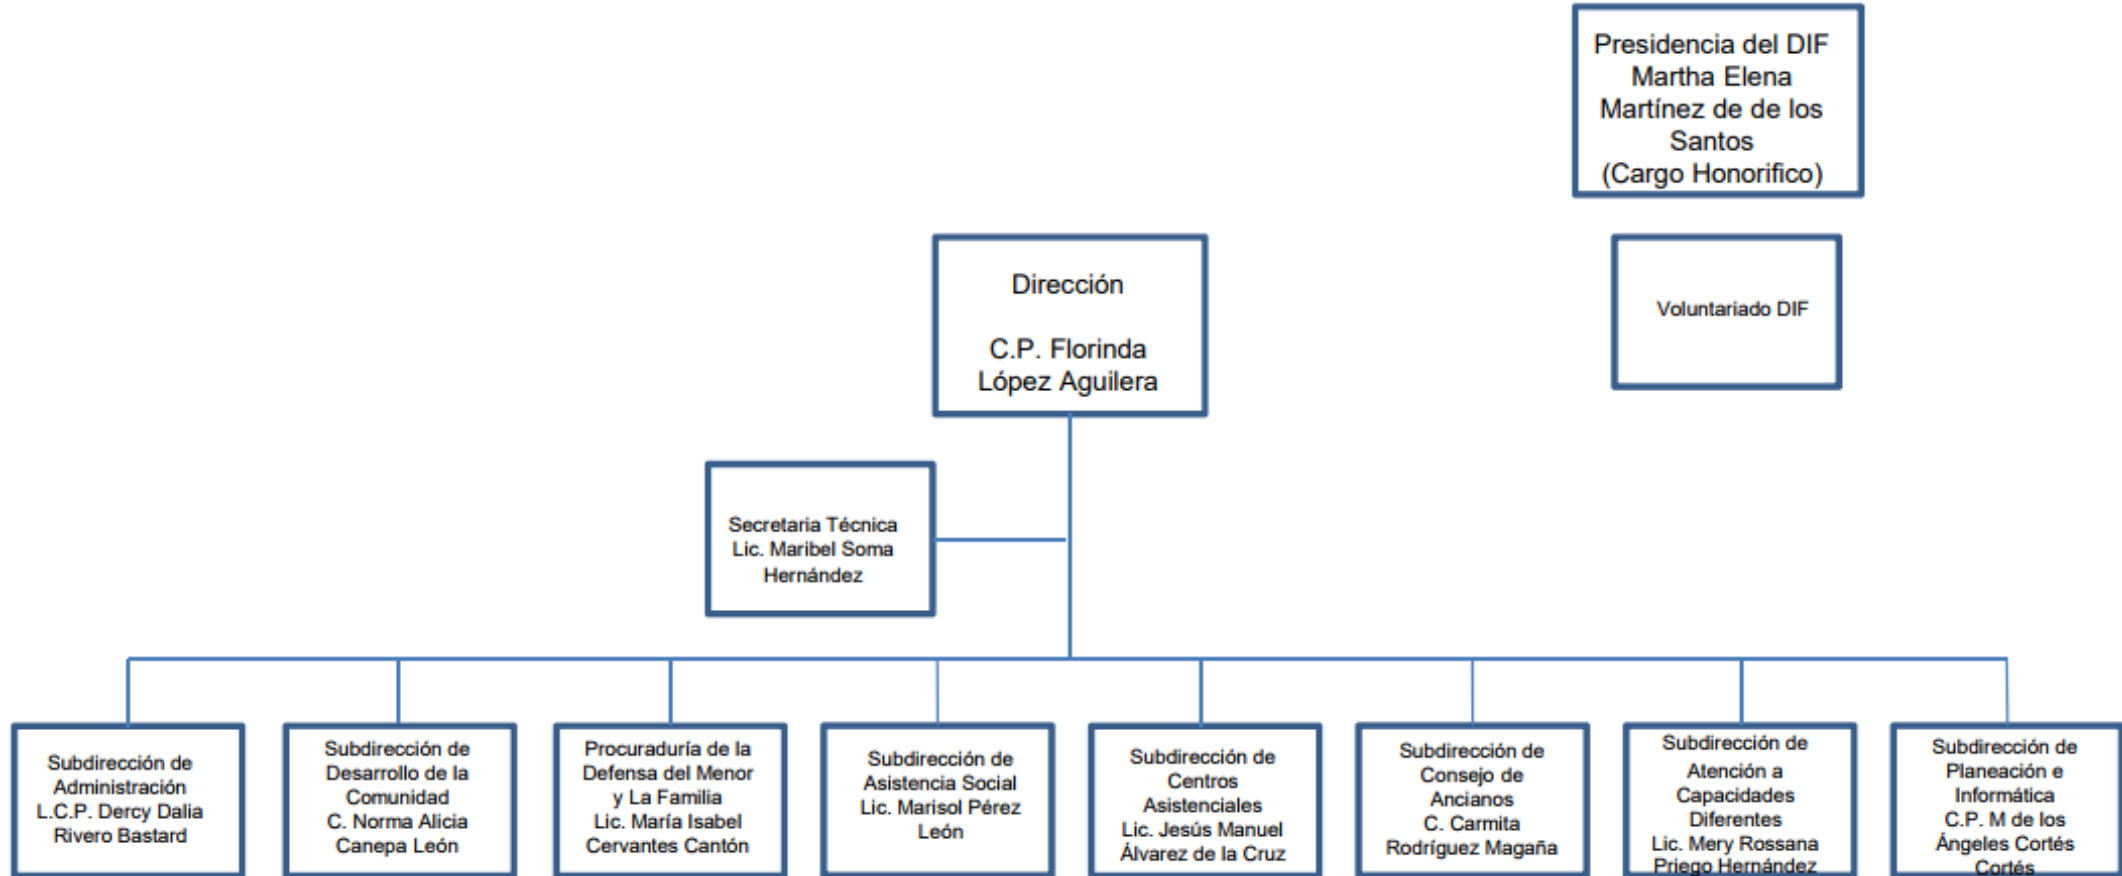 Presidencia del DIF
Martha Elena
Martínez de de los
Santos
(Cargo Honorifico)
Dirección
C.P. Florinda
López Aguilera
Voluntariado DIF
Secretaria Técnica
Lic. Maribel Soma
Hernández
Subdirección de
Administración
L.C.P. Dercy Dalia
Rivero Bastard
Subdirección de
Desarrollo de la
Comunidad
C. Norma Alicia
Canepa León
Procuraduría de la
Defensa del Menor
y La Familia
Lic. María Isabel
Cervantes Cantón
Subdirección de
Asistencia Social
Lic. Marisol Pérez
León
Subdirección de
Centros
Asistenciales
Lic. Jesús Manuel
Álvarez de la Cruz
Subdirección de
Consejo de
Ancianos
C. Carmita
Rodríguez Magaña
Subdirección de
Atención a
Capacidades
Diferentes
Lic. Mery Rossana
Priego Hernández
Subdirección de
Planeación e
Informática
C.P. M de los
Ángeles Cortés
Cortés